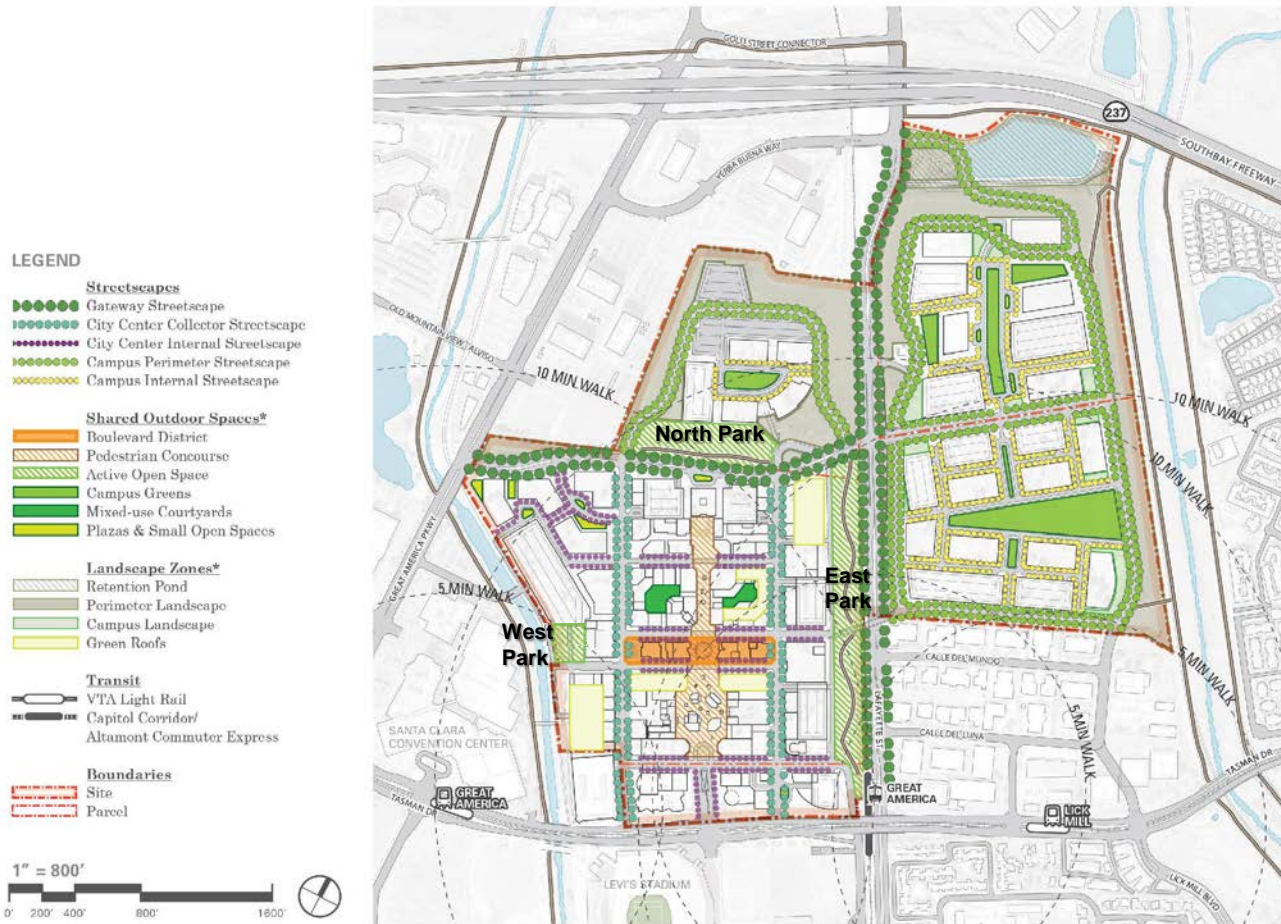 LEGEND
Streetscapes
Gateway Streetscape
City Center Collector Streetscape
City Center Internal Streetscape
Campus Perimeter Streetscape
Campus Internal Streetscape
Shared Outdoor Spaces*
Boulevard District
Pedestrian Concourse
Active Open Space
Campus Greens
Mixed-use Courtyards
Plazas & Small Open Spaces
Landscape Zones*
Retention Pond
Perimeter Landscape
Campus Landscape
Green Roofs
Transit
VTA Light Rail
Capitol Corridor/
Altamont Commuter Express
Boundaries
Site
Parcel
1" = 800'
0' 200' 400' 800' 1600'
GOLD STREET CONNECTOR
237
SOUTHBAY FREEWAY
YERBA BUENA WAY
OLD MOUNTAIN VIEW / ALVISO
10 MIN WALK
10 MIN WALK
10 MIN WALK
North Park
GREAT AMERICA PKWY
5 MIN WALK
East
Park
West
Park
5 MIN WALK
CALLE DEL MUNDO
LAFAYETTE ST
5 MIN WALK
CALLE DEL LUNA
SANTA CLARA
CONVENTION CENTER
TASMAN DR
GREAT
AMERICA
GREAT
AMERICA
TASMAN DR
LICK
MILL
LEVI'S STADIUM
LICK MILL BLVD